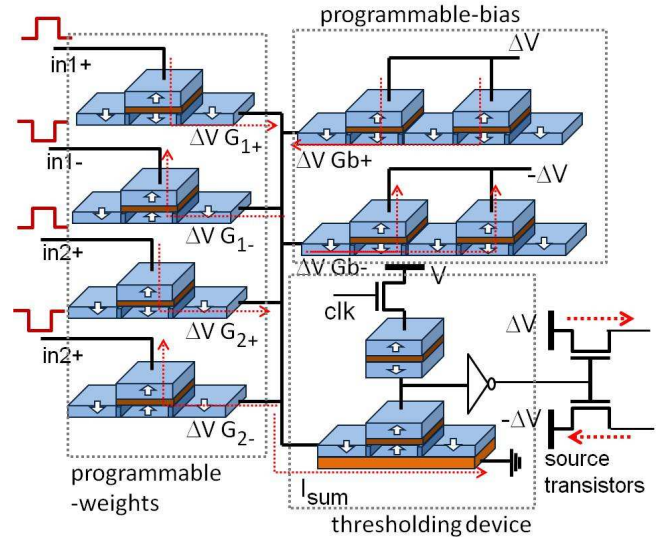 programmable-bias
ΔV
in1+
ΔV G1+
ΔV Gb+
in1-
-ΔV
ΔV G1-
in2+
ΔV Gb-
V
clk
ΔV G2+
ΔV
in2+
-ΔV
ΔV G2-
source
transistors
programmable
-weights
Isum
thresholding device